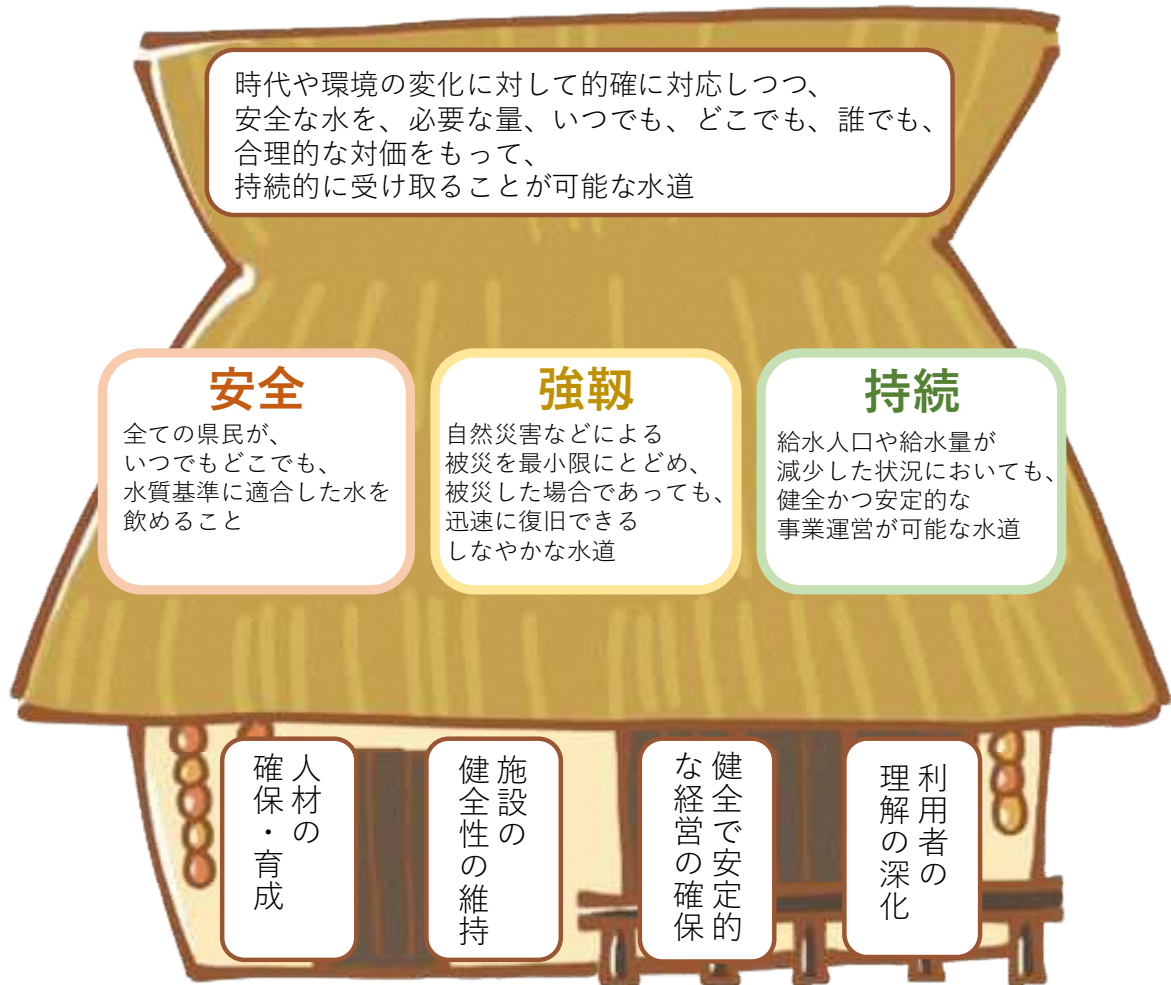 時代や環境の変化に対して的確に対応しつつ、
安全な水を、必要な量、いつでも、どこでも、誰でも、
合理的な対価をもって、
持続的に受け取ることが可能な水道
安全
全ての県民が、
いつでもどこでも、
水質基準に適合した水を
飲めること
強靱
自然災害などによる
被災を最小限にとどめ、
被災した場合であっても、
迅速に復旧できる
しなやかな水道
持続
給水人口や給水量が
減少した状況においても、
健全かつ安定的な
事業運営が可能な水道
人材の
確保・育成
施設の
健全性の維持
健全で安定的
な経営の確保
利用者の
理解の深化